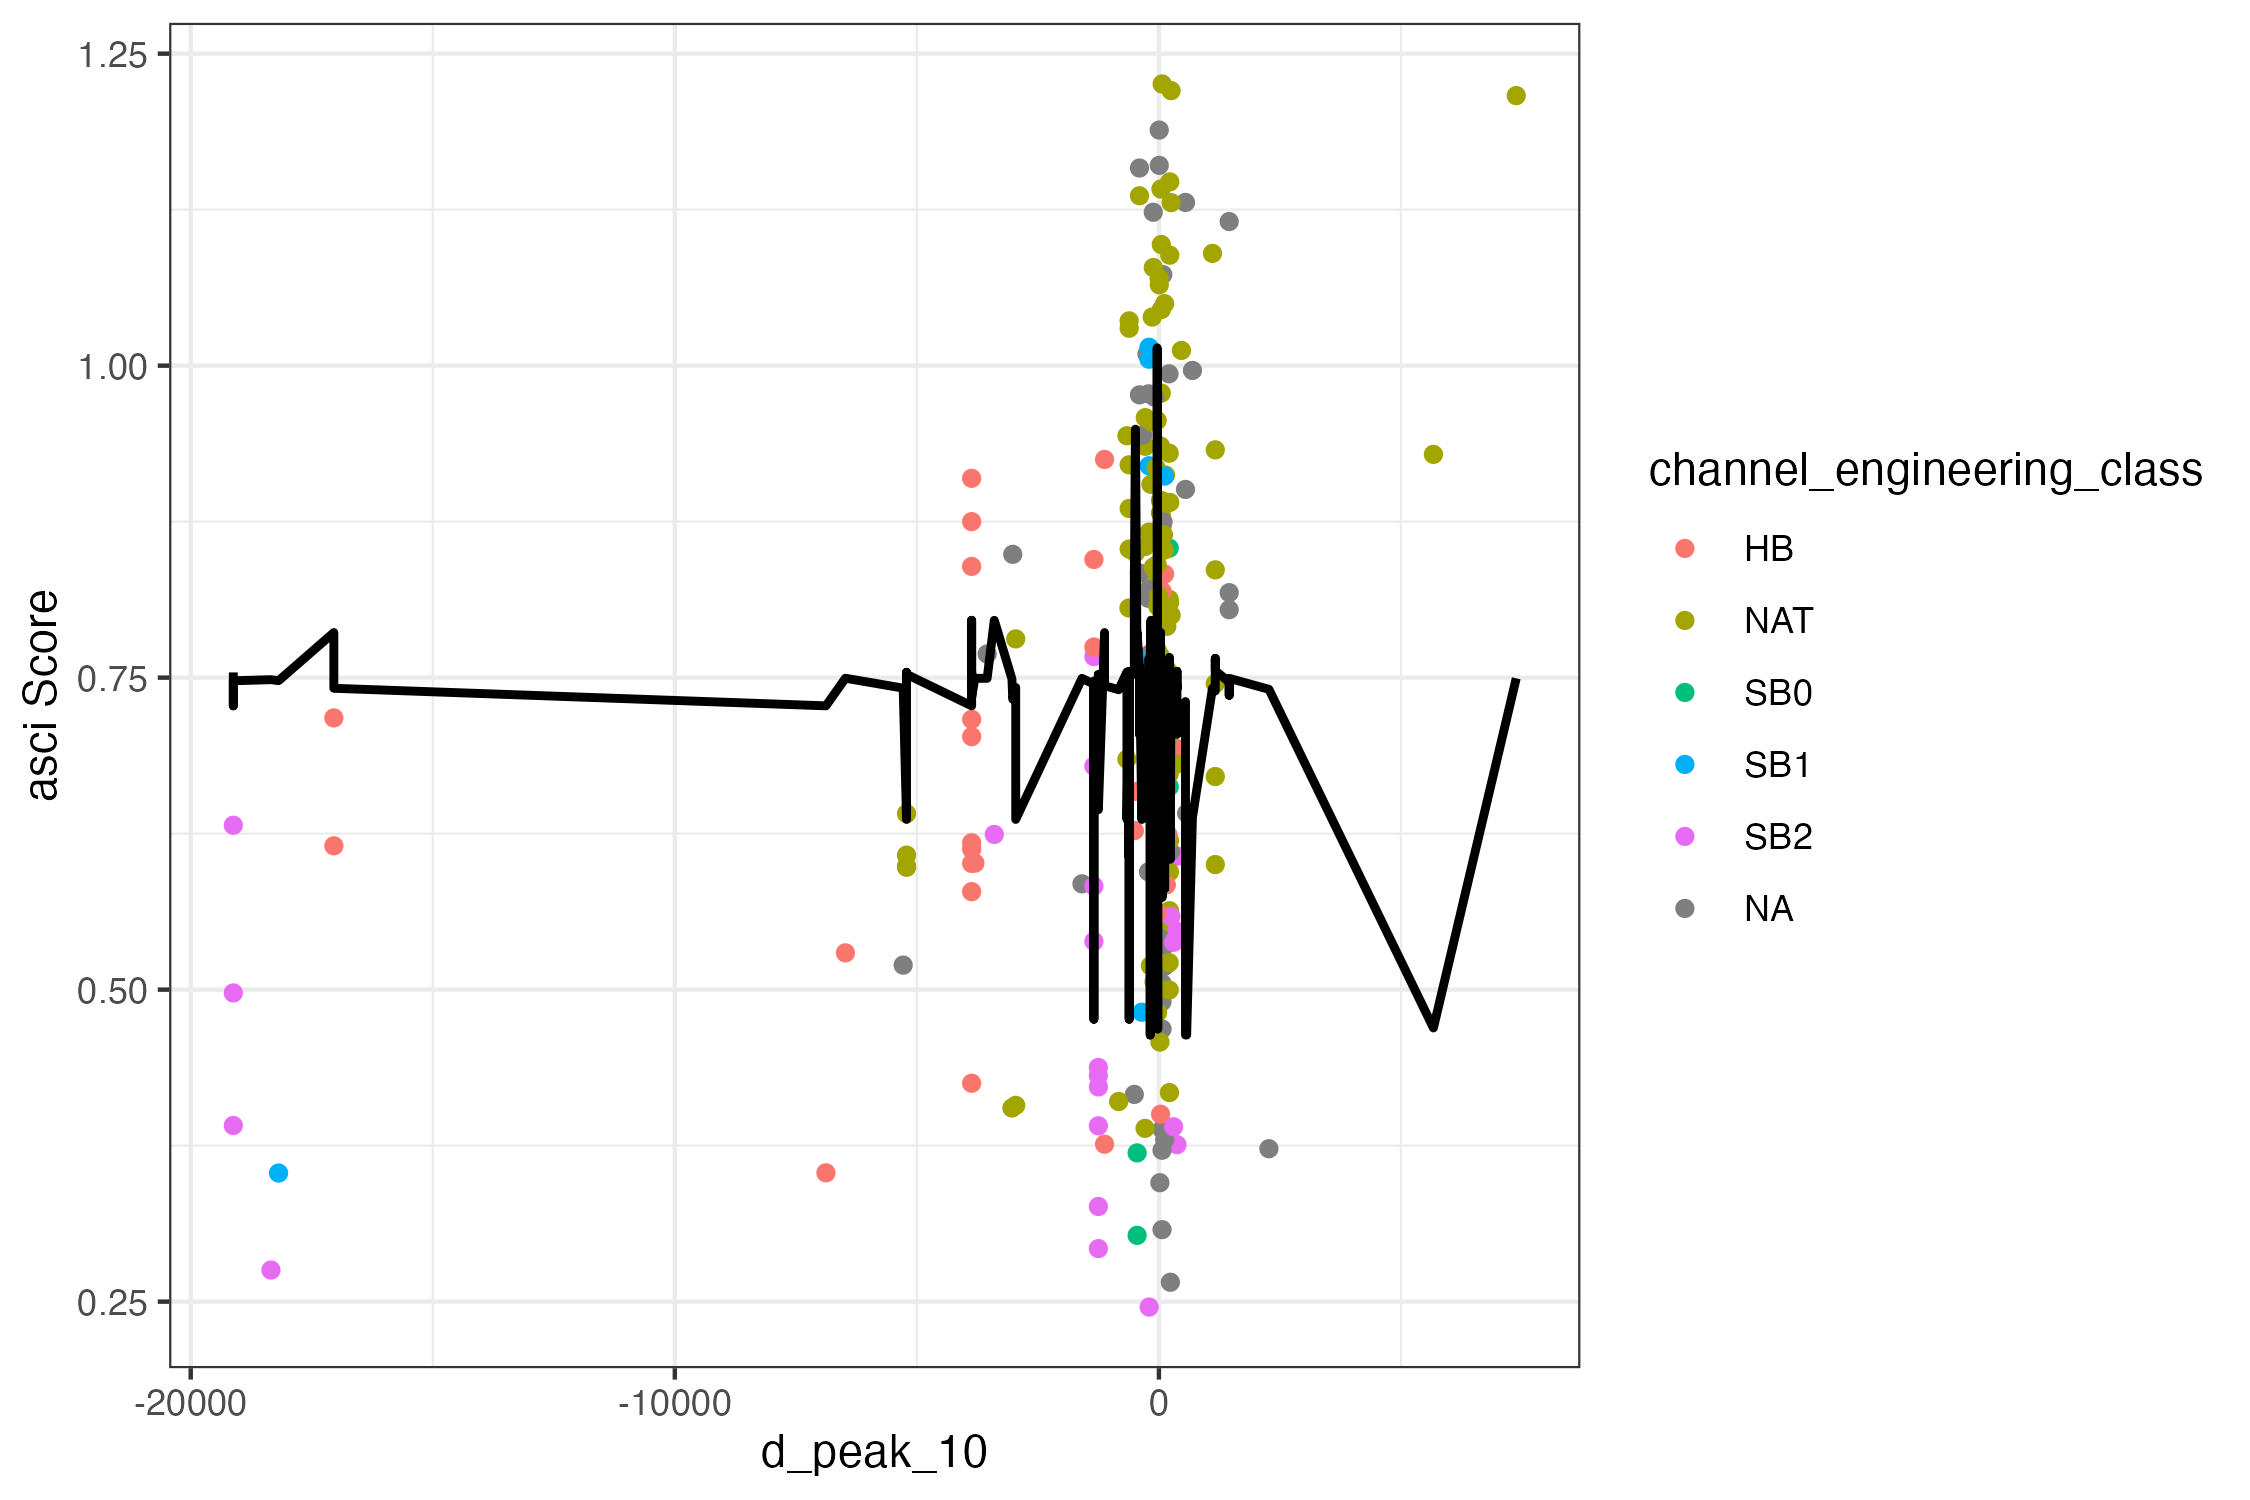 1.25
1.00
0.75
0.50
0.25
asci Score
-20000
-10000
0
d_peak_10
channel_engineering_class
HB
NAT
SB0
SB1
SB2
NA